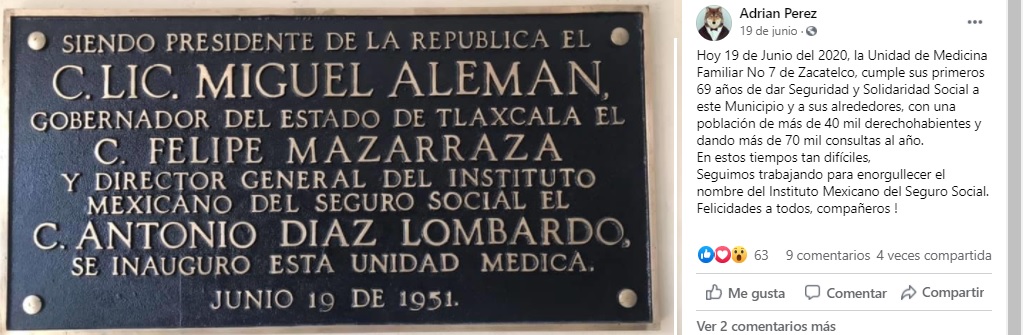 SIENDO PRESIDENTE DE LA REPUBLICA EL
C. LIC. MIGUEL ALEMAN,
GOBERNADOR DEL ESTADO DE TLAXCALA EL
C. FELIPE MAZARRAZA
Y DIRECTOR GENERAL DEL INSTITUTO
MEXICANO DEL SEGURO SOCIAL EL
C. ANTONIO DIAZ LOMBARDO,
SE INAUGURO ESTA UNIDAD MEDICA.
JUNIO 19 DE 1951.
Adrian Perez
19 de junio ·
Hoy 19 de Junio del 2020, la Unidad de Medicina
Familiar No 7 de Zacatelco, cumple sus primeros
69 años de dar Seguridad y Solidaridad Social a
este Municipio y a sus alrededores, con una
población de más de 40 mil derechohabientes y
dando más de 70 mil consultas al año.
En estos tiempos tan difíciles,
Seguimos trabajando para enorgullecer el
nombre del Instituto Mexicano del Seguro Social.
Felicidades a todos, compañeros !
63 9 comentarios 4 veces compartida
Me gusta Comentar Compartir
Ver 2 comentarios más